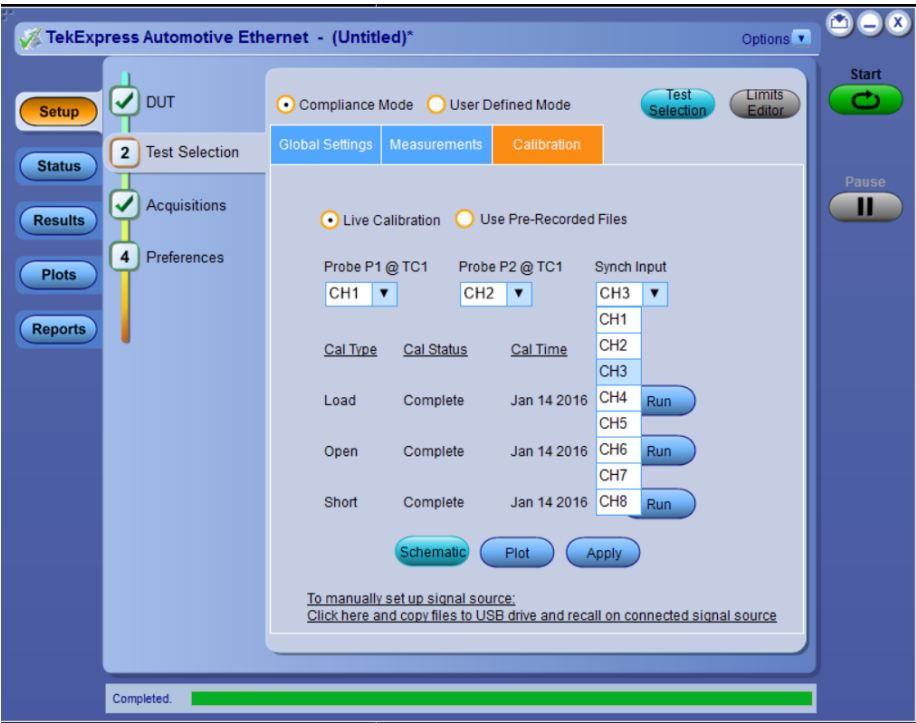 TekExpress Automotive Ethernet - (Untitled)*
Options
Start
Pause
Setup
Status
Results
Plots
Reports
DUT
2 Test Selection
Acquisitions
4 Preferences
Compliance Mode User Defined Mode
Test Selection
Limits Editor
Global Settings Measurements Calibration
Live Calibration Use Pre-Recorded Files
Probe P1 @ TC1 Probe P2 @ TC1 Synch Input
CH1 CH2 CH3
CH1
CH2
CH3
CH4
CH5
CH6
CH7
CH8
Cal Type Cal Status Cal Time
Load Complete Jan 14 2016 Run
Open Complete Jan 14 2016 Run
Short Complete Jan 14 2016 Run
Schematic Plot Apply
To manually set up signal source:
Click here and copy files to USB drive and recall on connected signal source
Completed.